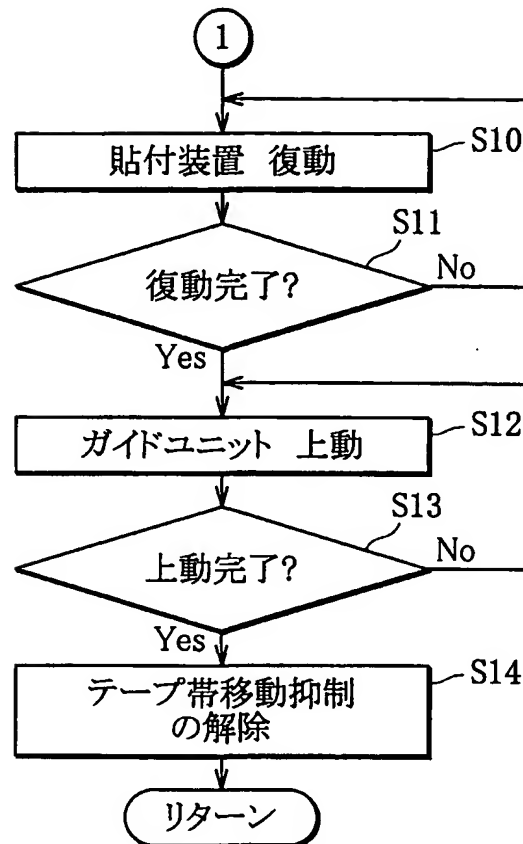 1
貼付装置 復動
S10
S11
復動完了?
No
Yes
ガイドユニット 上動
S12
S13
上動完了?
No
Yes
テープ帯移動抑制
の解除
S14
リターン